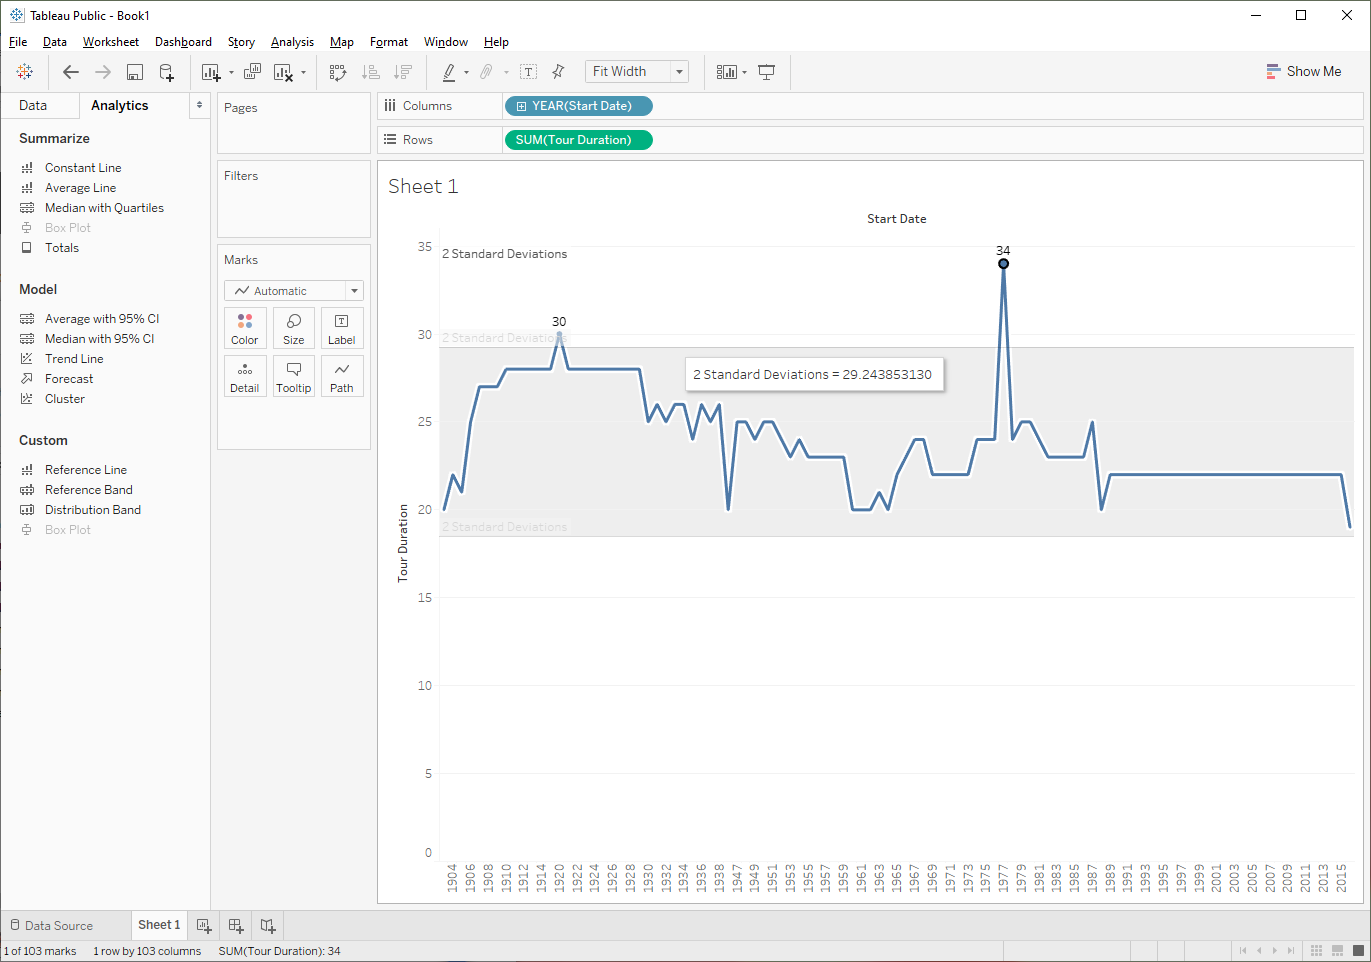 Tableau Public - Book1
File Data Worksheet Dashboard Story Analysis Map Format Window Help
Fit Width
Show Me
Data Analytics
Summarize
Constant Line
Average Line
Median with Quartiles
Box Plot
Totals
Model
Average with 95% CI
Median with 95% CI
Trend Line
Forecast
Cluster
Custom
Reference Line
Reference Band
Distribution Band
Box Plot
Pages
Filters
Marks
Automatic
Color Size Label
Detail Tooltip Path
Columns YEAR(Start Date)
Rows SUM(Tour Duration)
Sheet 1
Start Date
35
2 Standard Deviations
34
30
30
2 Standard Deviations
2 Standard Deviations = 29.243853130
25
20
2 Standard Deviations
Tour Duration
15
10
5
0
1904 1906 1908 1910 1912 1914 1916 1918 1920 1922 1924 1926 1928 1930 1932 1934 1936 1938 1947 1949 1951 1953 1955 1957 1959 1961 1963 1965 1967 1969 1971 1973 1975 1977 1979 1981 1983 1985 1987 1989 1991 1993 1995 1997 1999 2001 2003 2005 2007 2009 2011 2013 2015
Data Source Sheet 1
1 of 103 marks 1 row by 103 columns SUM(Tour Duration): 34